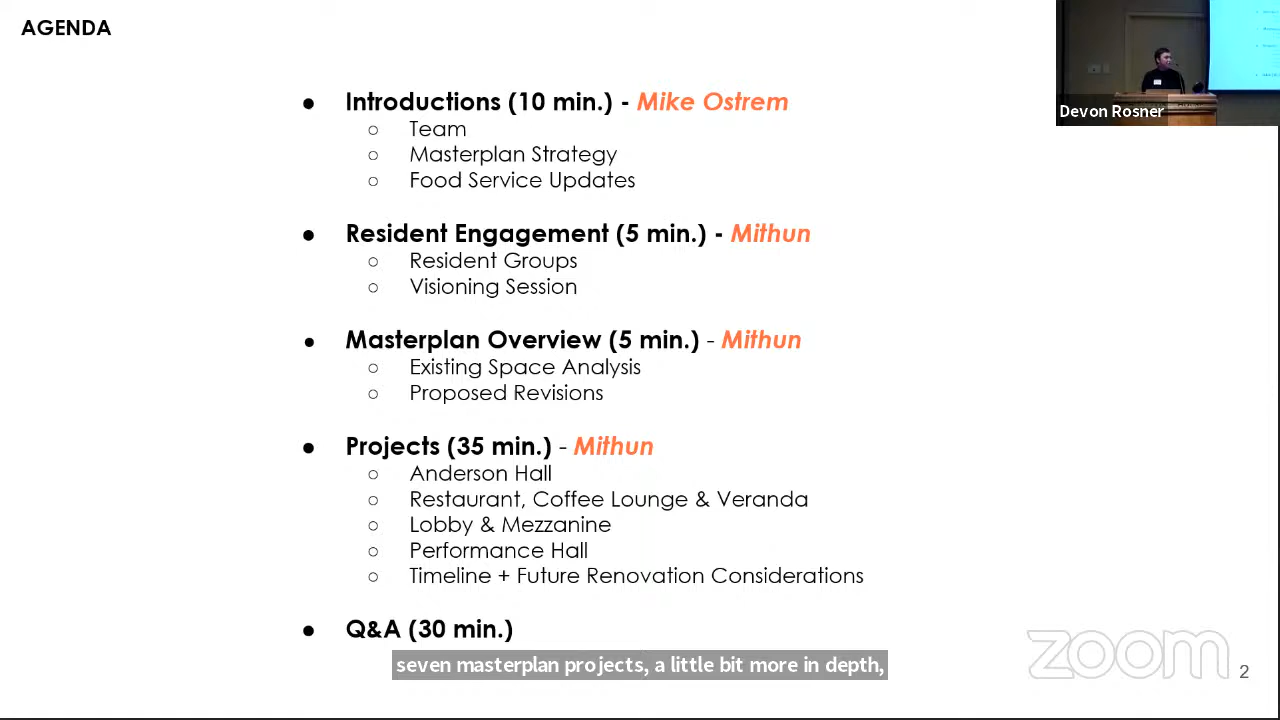 AGENDA
Devon Rosner
● Introductions (10 min.) - Mike Ostrem
○ Team
○ Masterplan Strategy
○ Food Service Updates
● Resident Engagement (5 min.) - Mithun
○ Resident Groups
○ Visioning Session
● Masterplan Overview (5 min.) - Mithun
○ Existing Space Analysis
○ Proposed Revisions
● Projects (35 min.) - Mithun
○ Anderson Hall
○ Restaurant, Coffee Lounge & Veranda
○ Lobby & Mezzanine
○ Performance Hall
○ Timeline + Future Renovation Considerations
● Q&A (30 min.)
seven masterplan projects, a little bit more in depth,
zoom
2